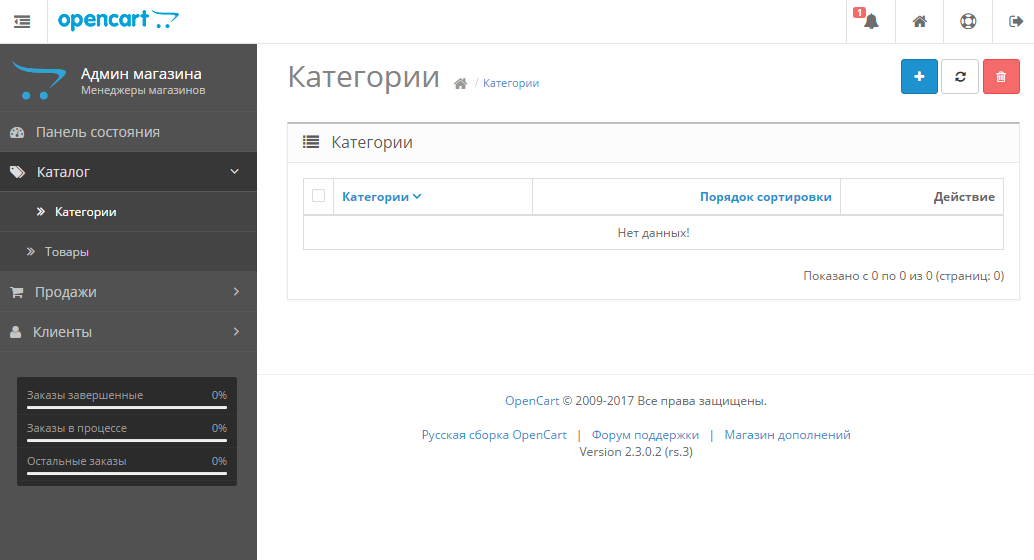 opencart
1
Админ магазина
Менеджеры магазинов
Панель состояния
Каталог
Категории
Товары
Продажи
Клиенты
Заказы завершенные 0%
Заказы в процессе 0%
Остальные заказы 0%
Категории / Категории
Категории
Категории Порядок сортировки Действие
Нет данных!
Показано с 0 по 0 из 0 (страниц: 0)
OpenCart © 2009-2017 Все права защищены.
Русская сборка OpenCart | Форум поддержки | Магазин дополнений
Version 2.3.0.2 (rs.3)